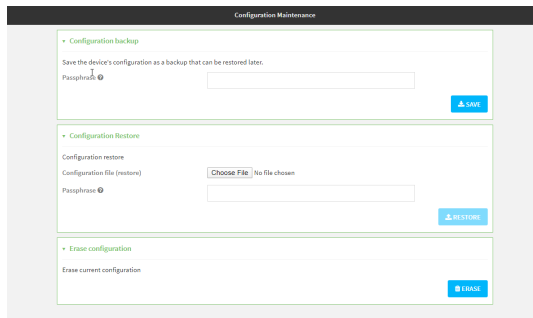 Configuration Maintenance
Configuration backup
Save the device's configuration as a backup that can be restored later.
Passphrase
SAVE
Configuration Restore
Configuration restore
Configuration file (restore) Choose File No file chosen
Passphrase
RESTORE
Erase configuration
Erase current configuration
ERASE